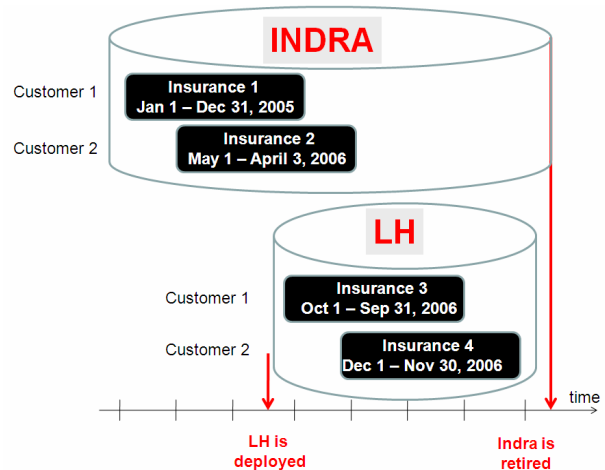 INDRA
Customer 1
Insurance 1
Jan 1 – Dec 31, 2005
Customer 2
Insurance 2
May 1 – April 3, 2006
LH
Customer 1
Insurance 3
Oct 1 – Sep 31, 2006
Customer 2
Insurance 4
Dec 1 – Nov 30, 2006
time
LH is
deployed
Indra is
retired